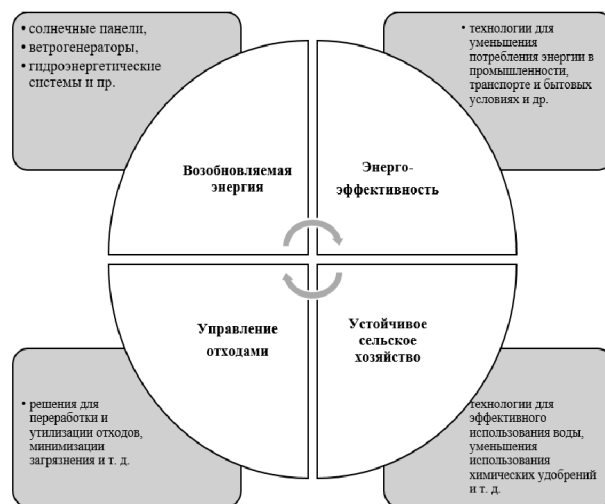 • солнечные панели,
• ветрогенераторы,
• гидроэнергетические
системы и пр.
• технологии для
уменьшения
потребления энергии в
промышленности,
транспорте и бытовых
условиях и др.
Возобновляемая
энергия
Энерго-
эффективность
Управление
отходами
Устойчивое
сельское
хозяйство
• решения для
переработки и
утилизации отходов,
минимизации
загрязнения и т. д.
технологии для
эффективного
использования воды,
уменьшения
использования
химических удобрений
и т. д.